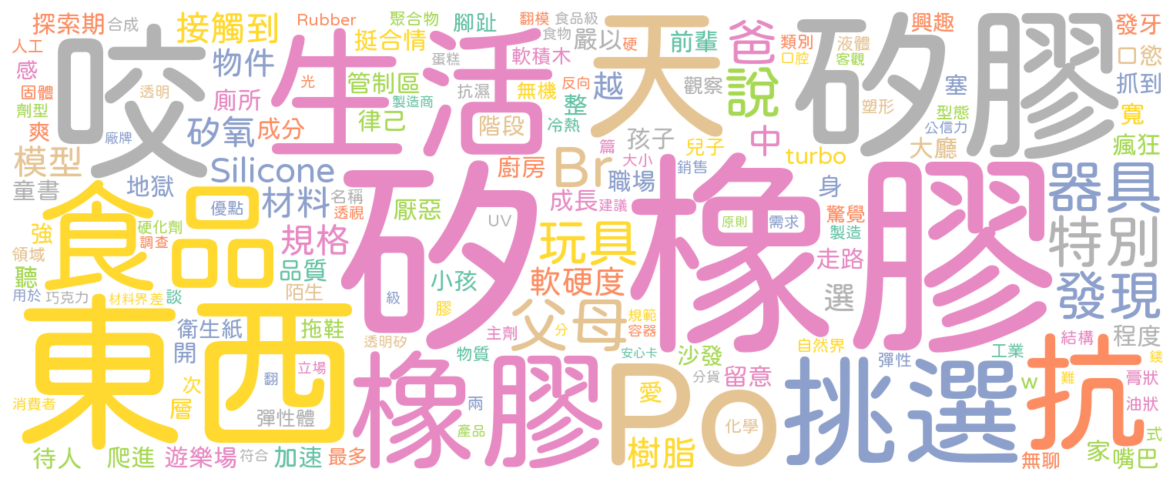 探索期
合成
接觸到
Rubber
聚合物
腳趾
翻模
食品級
類別
液體
興趣
發牙
人工
咬
生活
挺合情
軟積木
食物
嚴以
硬
前輩
爸
口腔
客觀
口慾
感
物件
光
蛋糕
無機
反向
天
矽膠
固體
透明
管制區
抗濕
越
觀察
說
塞
抓到
劑型
廁所
製造商
律己
冷熱
整
塑形
型態
寬
爽
廠牌
矽氧
成分
階段
篇
孩子
兒子
中
公信力
瘋狂
模型
Silicone
廚房
Br
大小
銷售
turbo
大廳
童書
地獄
材料
名稱
職場
身
器具
食品
優點
透視
厭惡
成長
建議
矽橡膠
原則
需求
驚覺
製造
強
硬化劑
規格
UV
玩具
特別
領域
調查
聽
品質
小孩
軟硬度
走路
用於
巧克力
材料界
差
談
陌生
級
膠
選
發現
東西
衛生紙
拖鞋
透明矽
主劑
父母
規範
容器
自然界
結構
程度
開
翻
立場
物質
分
安心卡
沙發
彈性
工業
錢
消費者
次
層
彈性體
橡膠
兩
Po
愛
分貨
留意
挑選
w
抗
難
膏狀
油狀
產品
化學
待人
爬進
遊樂場
符合
加速
最多
樹脂
無聊
家
嘴巴
式